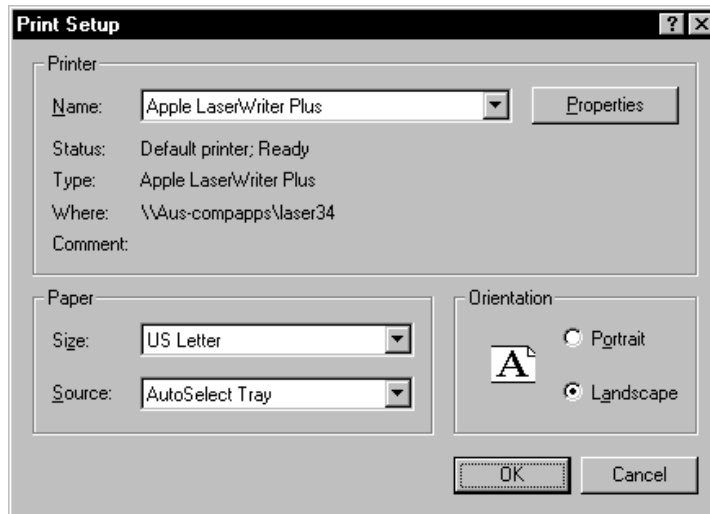 Print Setup
Printer
Name: Apple LaserWriter Plus Properties
Status: Default printer; Ready
Type: Apple LaserWriter Plus
Where: \\Aus-compapps\laser34
Comment:
Paper
Size: US Letter
Source: AutoSelect Tray
Orientation
A
Portrait
Landscape
OK Cancel